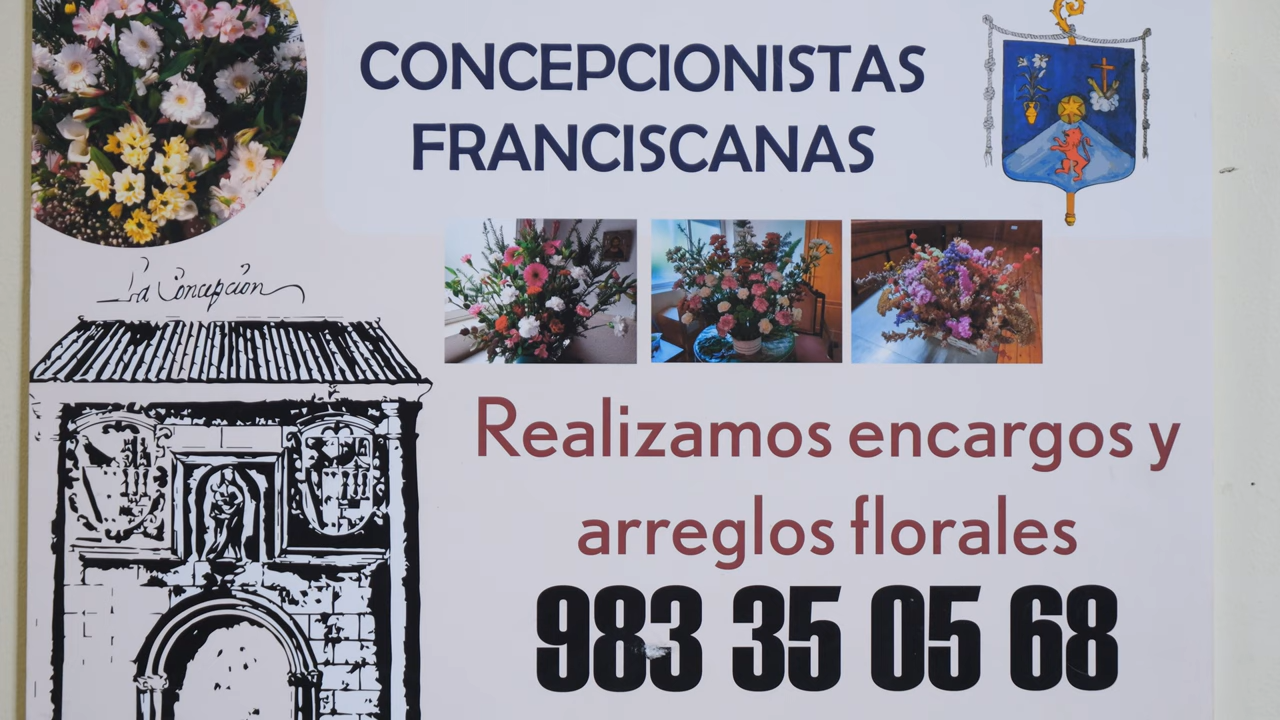 CONCEPCIONISTAS
FRANCISCANAS
La Concepción
Realizamos encargos y
arreglos florales
983 35 05 68